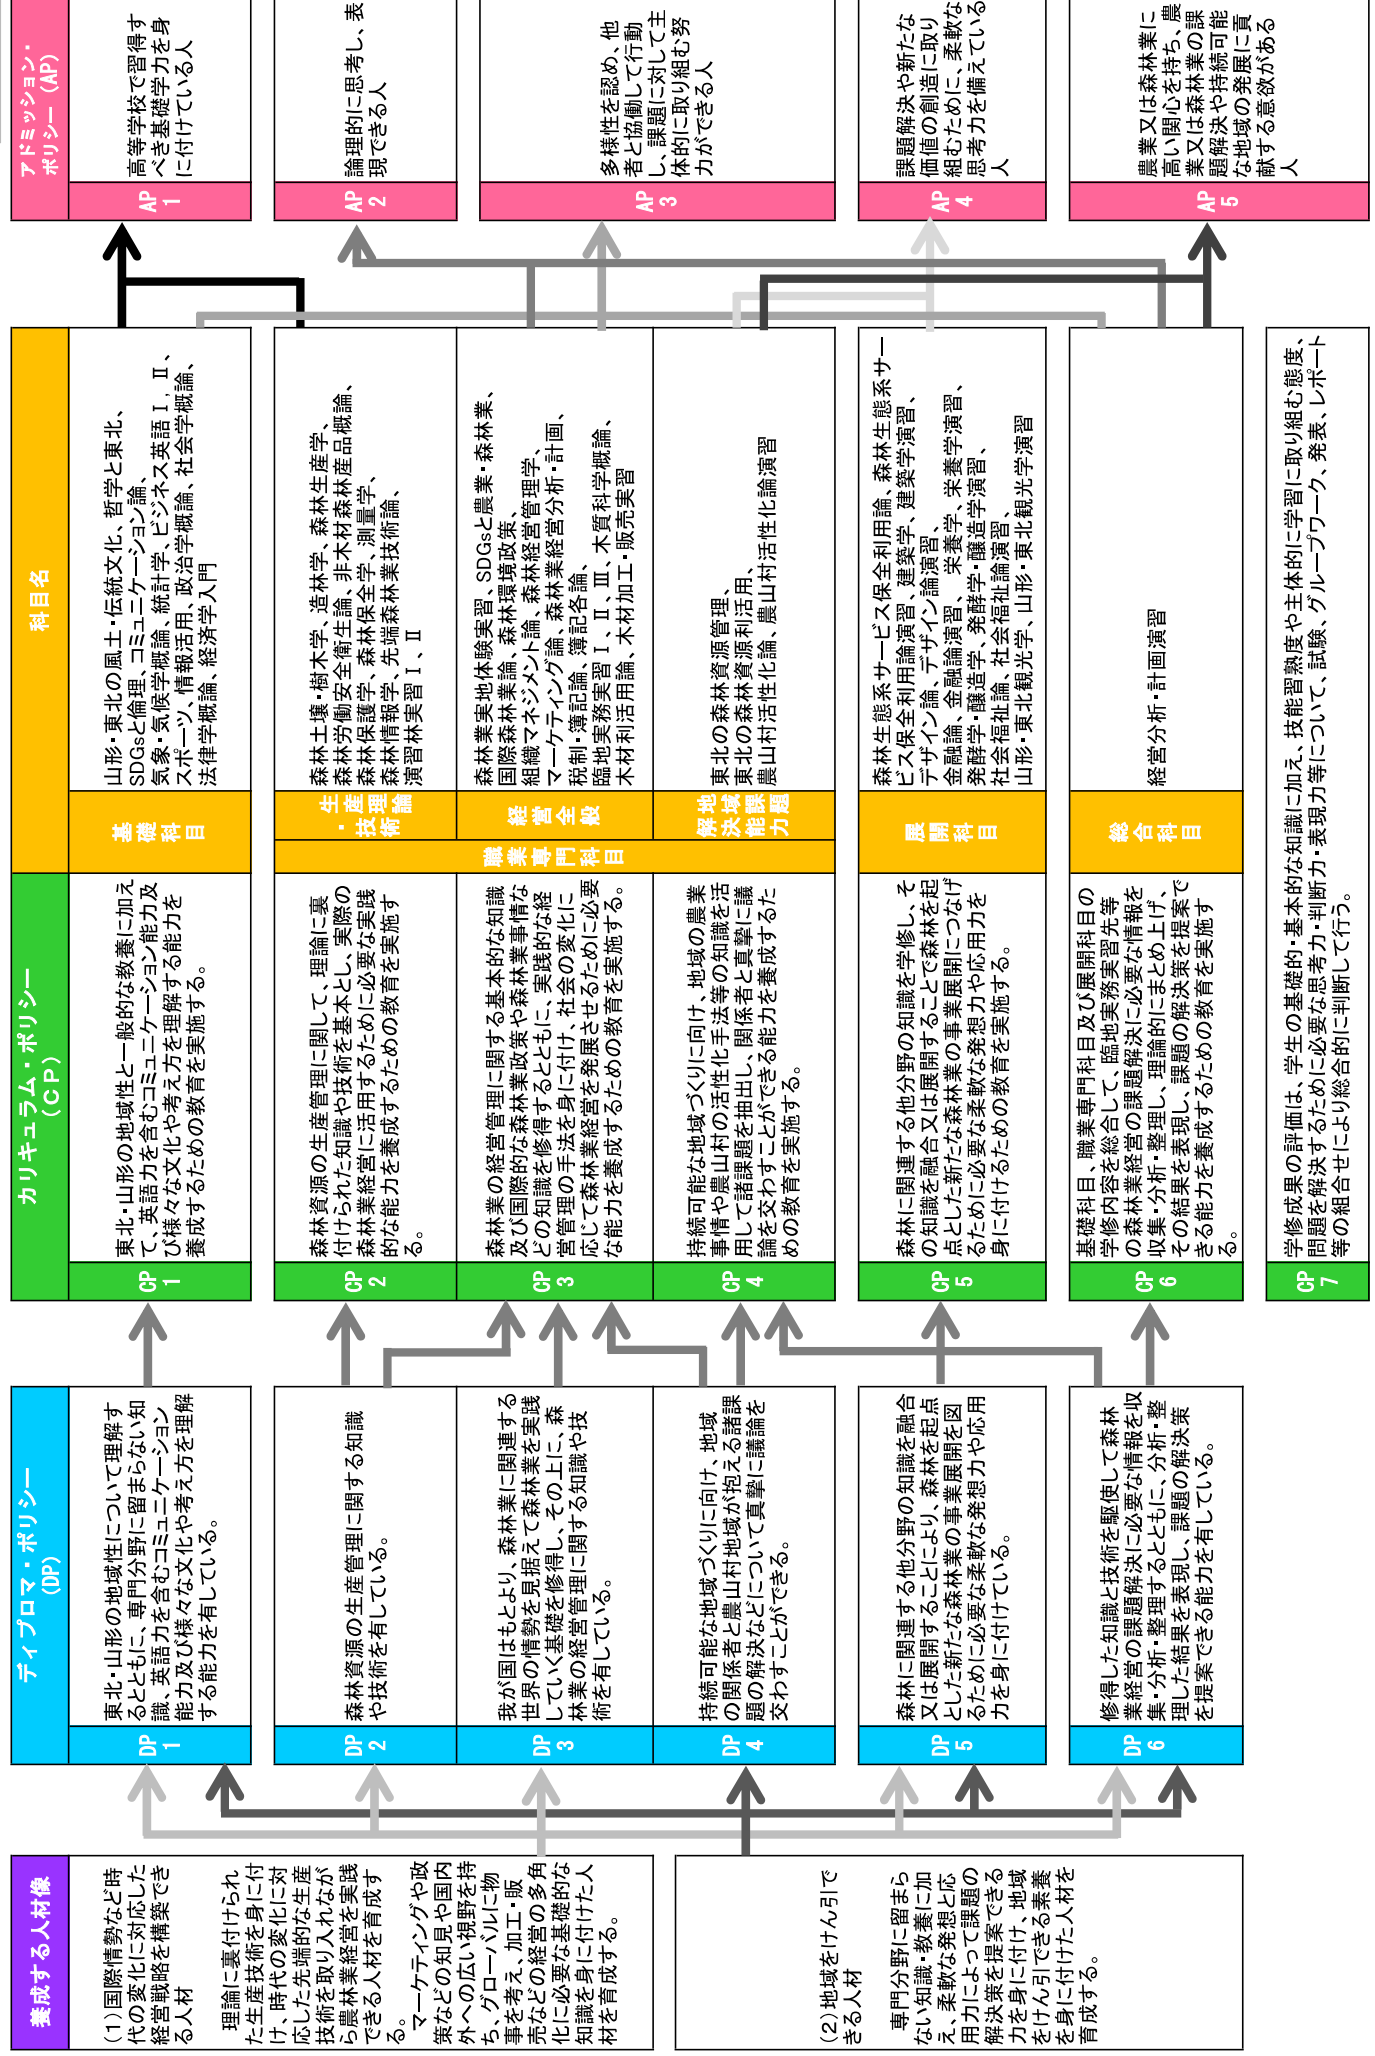 養成する人材像
(1)国際情勢など時
代の変化に対応した
経営戦略を構築でき
る人材
理論に裏付けられ
た生産技術を身に付
け、時代の変化に対
応した先端的な生産
技術を取り入れなが
ら農林業経営を実践
できる人材を育成す
る。
マーケティングや政
策などの知見や国内
外への広い視野を持
ち、グローバルに物
事を考え、加工・販
売などの経営の多角
化に必要な基礎的な
知識を身に付けた人
材を育成する。
(2)地域をけん引で
きる人材
専門分野に留まら
ない知識・教養に加
え、柔軟な発想と応
用力によって課題の
解決策を提案できる
力を身に付け、地域
をけん引できる素養
を身に付けた人材を
育成する。
ディプロマ・ポリシー
(DP)
DP
1
東北・山形の地域性について理解す
るとともに、専門分野に留まらない知
識、英語力を含むコミュニケーション
能力及び様々な文化や考え方を理解
する能力を有している。
DP
2
森林資源の生産管理に関する知識
や技術を有している。
DP
3
我が国はもとより、森林業に関連する
世界の情勢を見据えて森林業を実践
していく基礎を修得し、その上に、森
林業の経営管理に関する知識や技
術を有している。
DP
4
持続可能な地域づくりに向け、地域
の関係者と農山村地域が抱える諸課
題の解決などについて真摯に議論を
交わすことができる。
DP
5
森林に関連する他分野の知識を融合
又は展開することにより、森林を起点
とした新たな森林業の事業展開を図
るために必要な柔軟な発想力や応用
力を身に付けている。
DP
6
修得した知識と技術を駆使して森林
業経営の課題解決に必要な情報を収
集・分析・整理するとともに、分析・整
理した結果を表現し、課題の解決策
を提案できる能力を有している。
カリキュラム・ポリシー
(CP)
CP
1
東北・山形の地域性と一般的な教養に加え
て、英語力を含むコミュニケーション能力及
び様々な文化や考え方を理解する能力を
養成するための教育を実施する。
CP
2
森林資源の生産管理に関して、理論に裏
付けられた知識や技術を基本とし、実際の
森林業経営に活用するために必要な実践
的な能力を養成するための教育を実施す
る。
CP
3
森林業の経営管理に関する基本的な知識
及び国際的な森林業政策や森林業事情な
どの知識を修得するとともに、実践的な経
営管理の手法を身に付け、社会の変化に
応じて森林業経営を発展させるために必要
な能力を養成するための教育を実施する。
CP
4
持続可能な地域づくりに向け、地域の農業
事情や農山村の活性化手法等の知識を活
用して諸課題を抽出し、関係者と真摯に議
論を交わすことができる能力を養成するた
めの教育を実施する。
CP
5
森林に関連する他分野の知識を学修し、そ
の知識を融合又は展開することで森林を起
点とした新たな森林業の事業展開につなげ
るために必要な柔軟な発想力や応用力を
身に付けるための教育を実施する。
CP
6
基礎科目、職業専門科目及び展開科目の
学修内容を総合して、臨地実務実習先等
の森林業経営の課題解決に必要な情報を
収集・分析・整理し、理論的にまとめ上げ、
その結果を表現し、課題の解決策を提案で
きる能力を養成するための教育を実施す
る。
CP
7
学修成果の評価は、学生の基礎的・基本的な知識に加え、技能習熟度や主体的に学習に取り組む態度、
問題を解決するために必要な思考力・判断力・表現力等について、試験、グループワーク、発表、レポート
等の組合せにより総合的に判断して行う。
科目名
基礎
科目
山形・東北の風土・伝統文化、哲学と東北、
SDGsと倫理、コミュニケーション論、
気象・気候学概論、統計学、ビジネス英語Ⅰ,Ⅱ、
スポーツ、情報活用、政治学概論、社会学概論、
法律学概論、経済学入門
職業専門科目
生産理論
・技術
森林土壌・樹木学、造林学、森林生産学、
森林労働安全衛生論、非木材森林産品概論、
森林保護学、森林保全学、測量学、
森林情報学、先端森林業技術論、
演習林実習Ⅰ、Ⅱ
経営
全般
森林業実地体験実習、SDGsと農業・森林業、
国際森林業論、森林環境政策、
組織マネジメント論、森林経営管理学、
マーケティング論、森林業経営分析・計画、
税制・簿記論、簿記各論、
臨地実務実習Ⅰ、Ⅱ、Ⅲ、木質科学概論、
木材利活用論、木材加工・販売実習
地域課題
解決能力
東北の森林資源管理、
東北の森林資源利活用、
農山村活性化論、農山村活性化論演習
展開
科目
森林生態系サービス保全利用論、森林生態系サー
ビス保全利用論演習、建築学、建築学演習、
デザイン論、デザイン論演習、
金融論、金融論演習、栄養学、栄養学演習、
発酵学・醸造学、発酵学・醸造学演習、
社会福祉論、社会福祉論演習、
山形・東北観光学、山形・東北観光学演習
総合
科目
経営分析・計画演習
アドミッション・
ポリシー(AP)
AP
1
高等学校で習得す
べき基礎学力を身
に付けている人
AP
2
論理的に思考し、表
現できる人
AP
3
多様性を認め、他
者と協働して行動
し、課題に対して主
体的に取り組む努
力ができる人
AP
4
課題解決や新たな
価値の創造に取り
組むために、柔軟な
思考力を備えている
人
AP
5
農業又は森林業に
高い関心を持ち、農
業又は森林業の課
題解決や持続可能
な地域の発展に貢
献する意欲がある
人